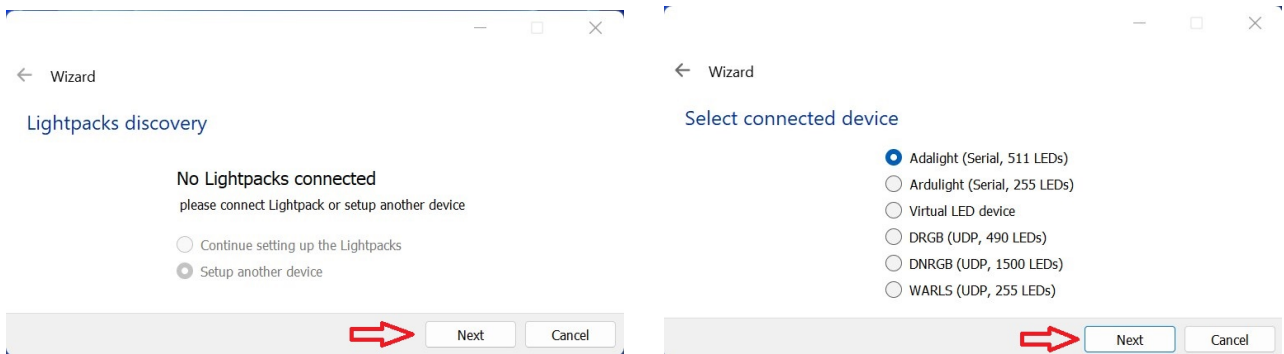 Wizard
Lightpacks discovery
No Lightpacks connected
please connect Lightpack or setup another device
Continue setting up the Lightpacks
Setup another device
Next
Cancel
Wizard
Select connected device
Adalight (Serial, 511 LEDs)
Ardulight (Serial, 255 LEDs)
Virtual LED device
DRGB (UDP, 490 LEDs)
DNRGB (UDP, 1500 LEDs)
WARLS (UDP, 255 LEDs)
Next
Cancel